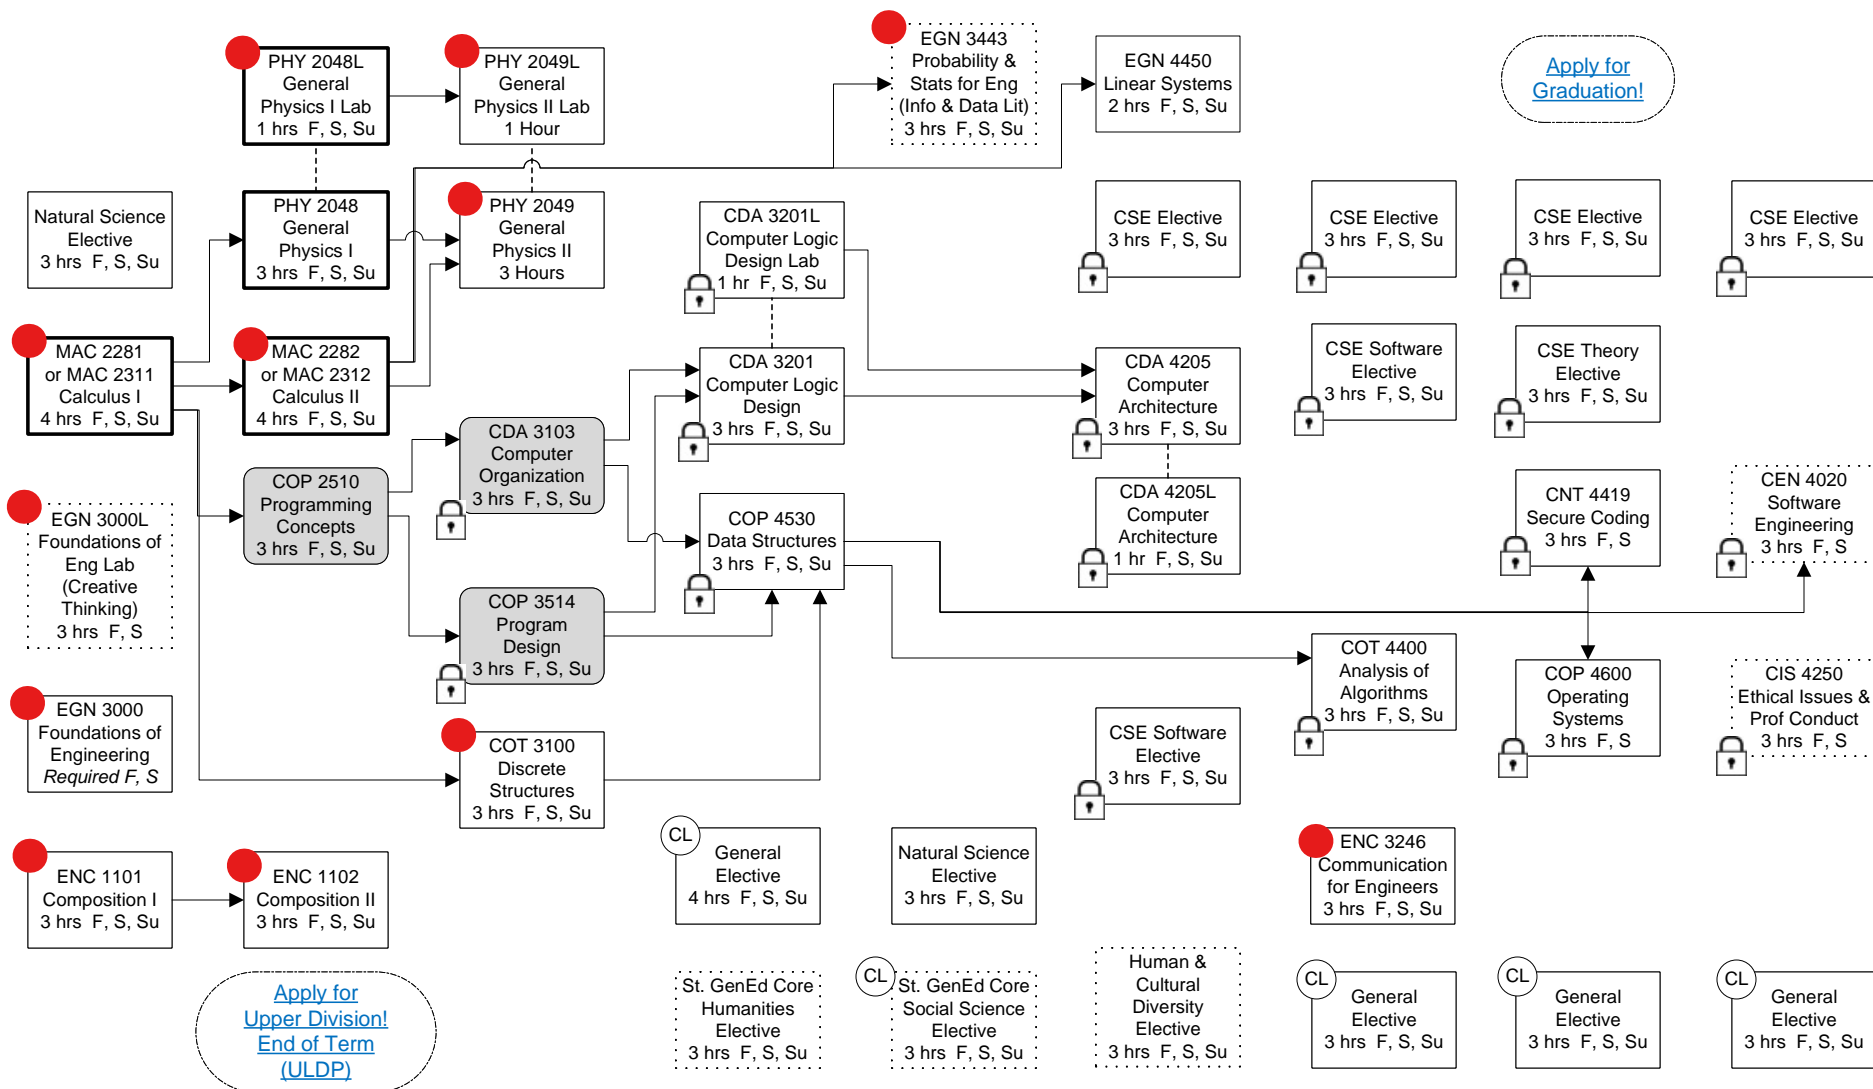 PHY 2048L
General
Physics I Lab
1 hrs  F, S, Su
PHY 2049L
General
Physics II Lab
1 Hour
EGN 3443
Probability &
Stats for Eng
(Info & Data Lit)
3 hrs  F, S, Su
EGN 4450
Linear Systems
2 hrs  F, S, Su
Apply for
Graduation!
Natural Science
Elective
3 hrs  F, S, Su
PHY 2048
General
Physics I
3 hrs  F, S, Su
PHY 2049
General
Physics II
3 Hours
CDA 3201L
Computer Logic
Design Lab
1 hr  F, S, Su
CSE Elective
3 hrs  F, S, Su
CSE Elective
3 hrs  F, S, Su
CSE Elective
3 hrs  F, S, Su
CSE Elective
3 hrs  F, S, Su
MAC 2281
or MAC 2311
Calculus I
4 hrs  F, S, Su
MAC 2282
or MAC 2312
Calculus II
4 hrs  F, S, Su
CDA 3201
Computer Logic
Design
3 hrs  F, S, Su
CDA 4205
Computer
Architecture
3 hrs  F, S, Su
CSE Software
Elective
3 hrs  F, S, Su
CSE Theory
Elective
3 hrs  F, S, Su
COP 2510
Programming
Concepts
3 hrs  F, S, Su
CDA 3103
Computer
Organization
3 hrs  F, S, Su
COP 4530
Data Structures
3 hrs  F, S, Su
CDA 4205L
Computer
Architecture
1 hr  F, S, Su
CNT 4419
Secure Coding
3 hrs  F, S
CEN 4020
Software
Engineering
3 hrs  F, S
EGN 3000L
Foundations of
Eng Lab
(Creative
Thinking)
3 hrs  F, S
COP 3514
Program
Design
3 hrs  F, S, Su
COT 4400
Analysis of
Algorithms
3 hrs  F, S, Su
COP 4600
Operating
Systems
3 hrs  F, S
CIS 4250
Ethical Issues &
Prof Conduct
3 hrs  F, S
EGN 3000
Foundations of
Engineering
Required F, S
COT 3100
Discrete
Structures
3 hrs  F, S, Su
CSE Software
Elective
3 hrs  F, S, Su
ENC 1101
Composition I
3 hrs  F, S, Su
ENC 1102
Composition II
3 hrs  F, S, Su
CL
General
Elective
4 hrs  F, S, Su
Natural Science
Elective
3 hrs  F, S, Su
ENC 3246
Communication
for Engineers
3 hrs  F, S, Su
Apply for
Upper Division!
End of Term
(ULDP)
St. GenEd Core
Humanities
Elective
3 hrs  F, S, Su
CL
St. GenEd Core
Social Science
Elective
3 hrs  F, S, Su
Human &
Cultural
Diversity
Elective
3 hrs  F, S, Su
CL
General
Elective
3 hrs  F, S, Su
CL
General
Elective
3 hrs  F, S, Su
CL
General
Elective
3 hrs  F, S, Su